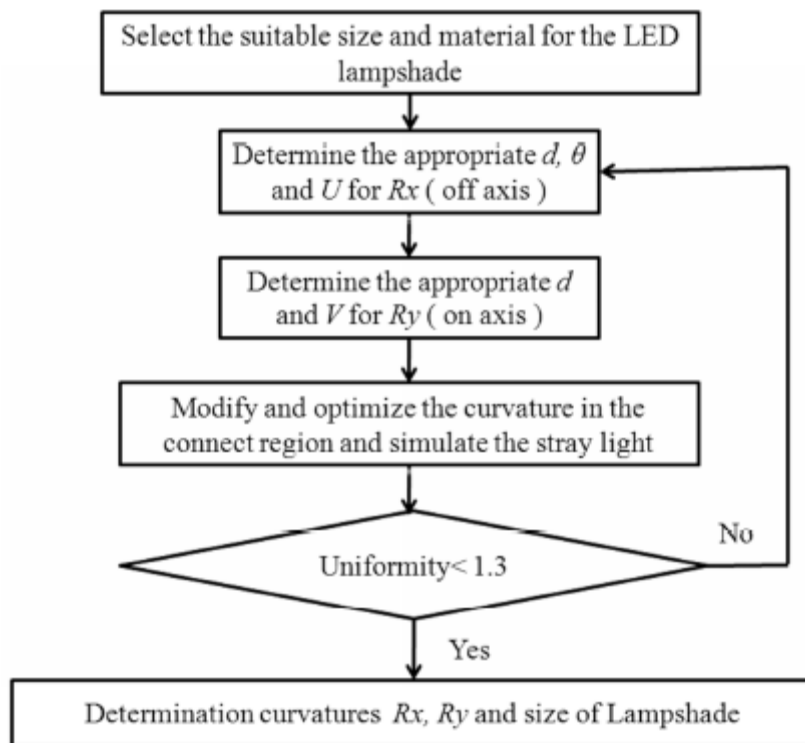 Select the suitable size and material for the LED
lampshade
Determine the appropriate d, θ
and U for Rx ( off axis )
Determine the appropriate d
and V for Ry ( on axis )
Modify and optimize the curvature in the
connect region and simulate the stray light
Uniformity< 1.3
No
Yes
Determination curvatures Rx, Ry and size of Lampshade